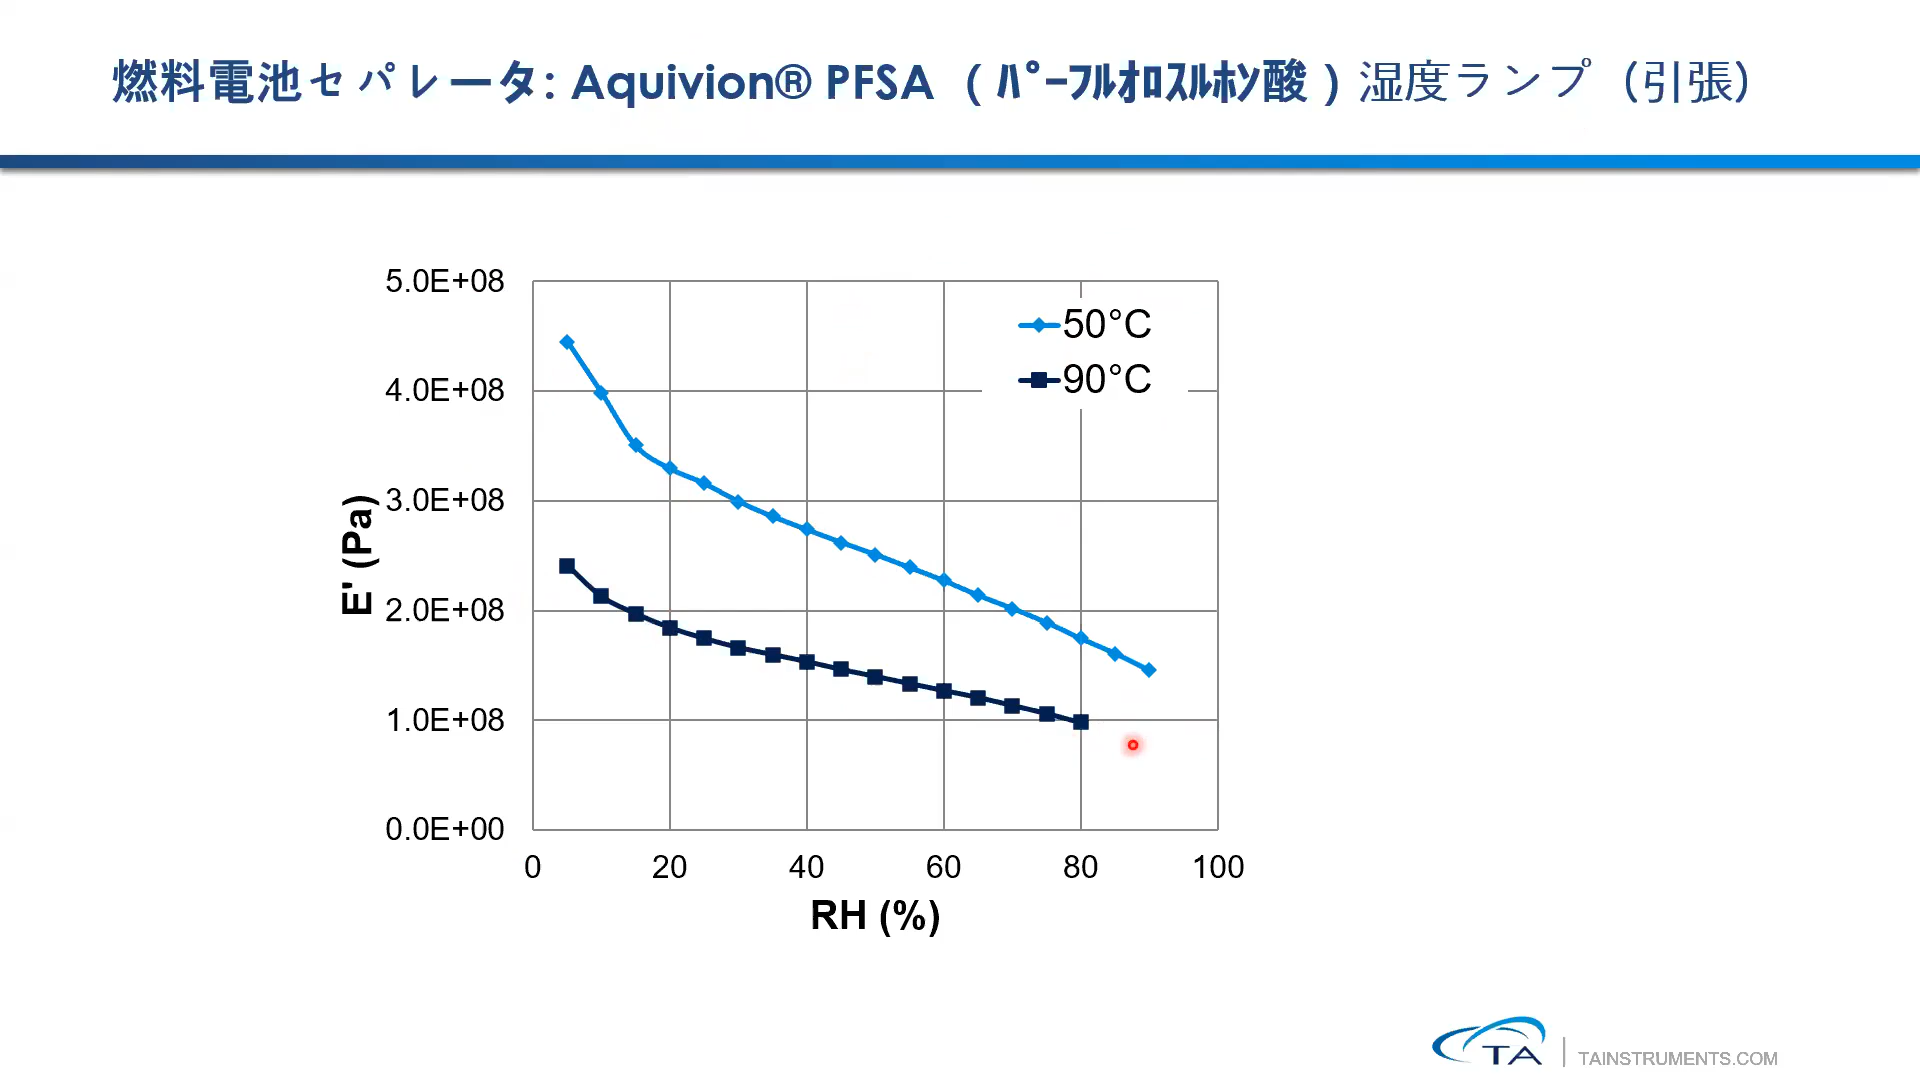 燃料電池セパレータ: Aquivion® PFSA （ﾊﾟｰﾌﾙｵﾛｽﾙﾎﾝ酸）湿度ランプ（引張）
5.0E+08
50°C
90°C
4.0E+08
3.0E+08
2.0E+08
1.0E+08
0.0E+00
E' (Pa)
0 20 40 60 80 100
RH (%)
TA
TAINSTRUMENTS.COM